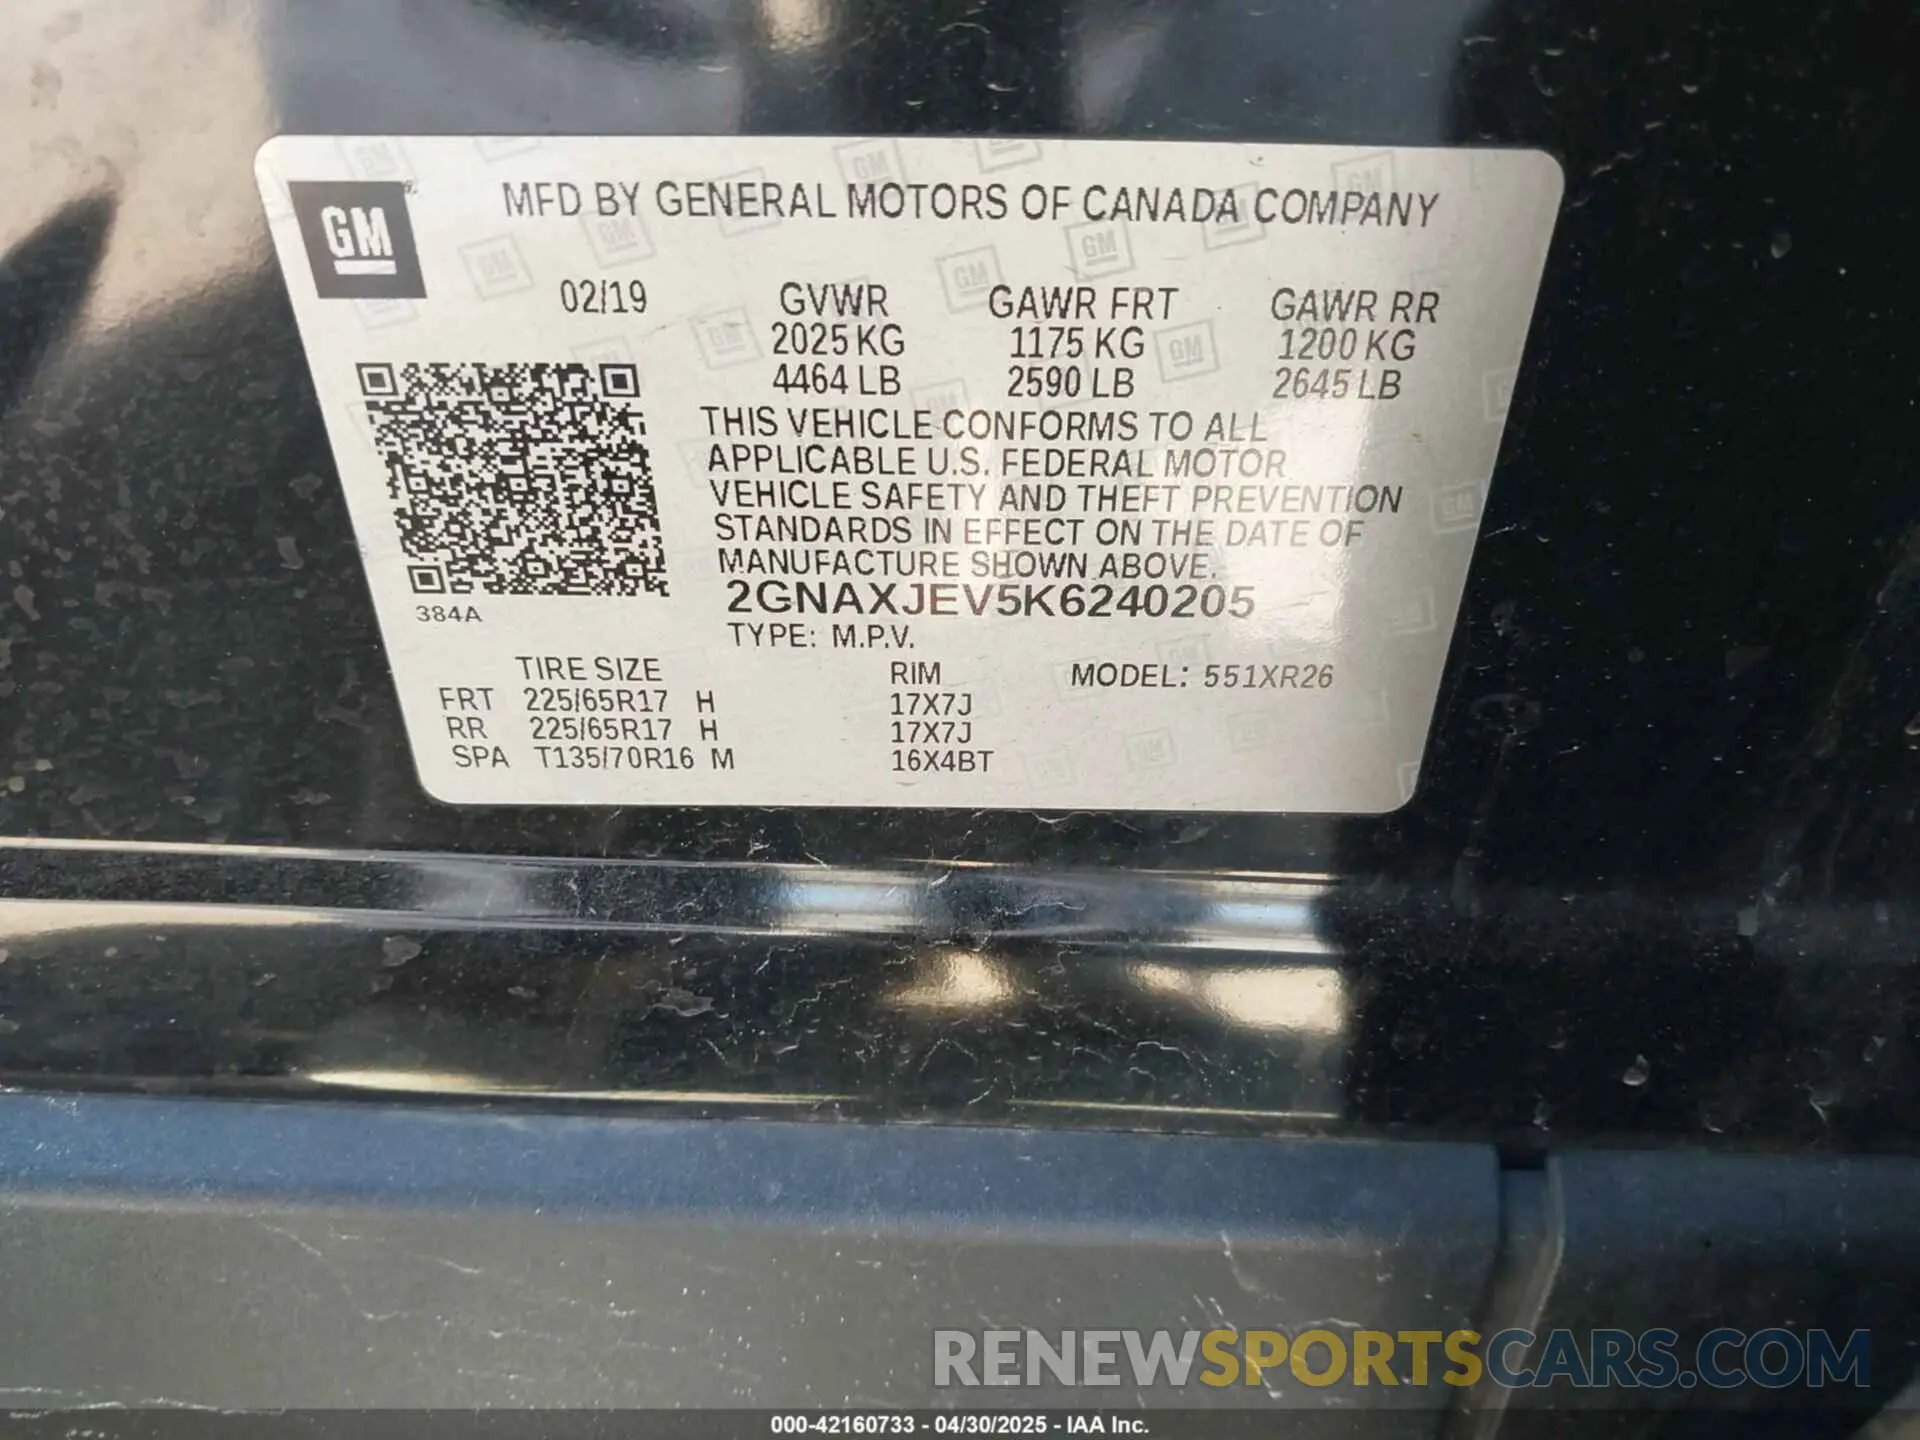 GM
MFD BY GENERAL MOTORS OF CANADA COMPANY
02/19 GVWR GAWR FRT GAWR RR
2025 KG 1175 KG 1200 KG
4464 LB 2590 LB 2645 LB
THIS VEHICLE CONFORMS TO ALL
APPLICABLE U.S. FEDERAL MOTOR
VEHICLE SAFETY AND THEFT PREVENTION
STANDARDS IN EFFECT ON THE DATE OF
MANUFACTURE SHOWN ABOVE.
2GNAXJEV5K6240205
384A
TYPE: M.P.V.
TIRE SIZE RIM MODEL: 551XR26
FRT 225/65R17 H 17X7J
RR 225/65R17 H 17X7J
SPA T135/70R16 M 16X4BT
RENEWSPORTSCARS.COM
000-42160733 - 04/30/2025 - IAA Inc.